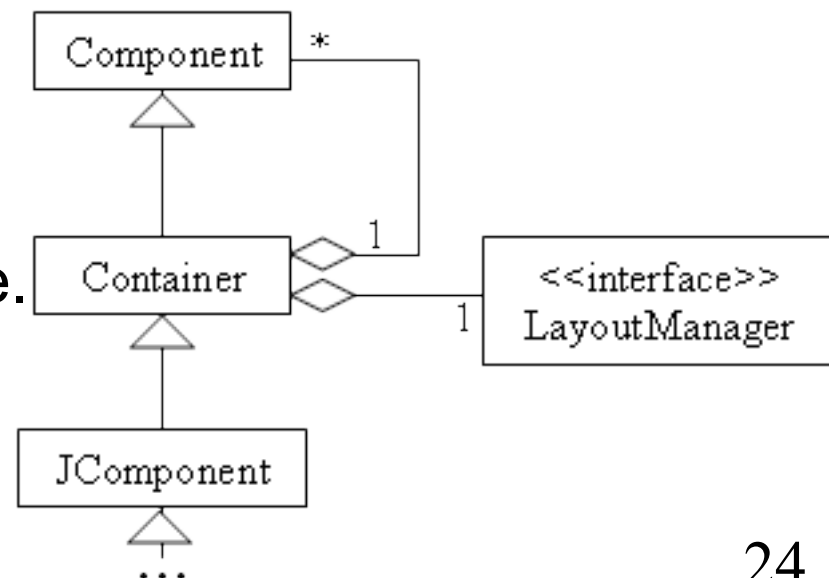 Component
*
1
e.
Container
<<interface>>
LayoutManager
1
JComponent
...
24